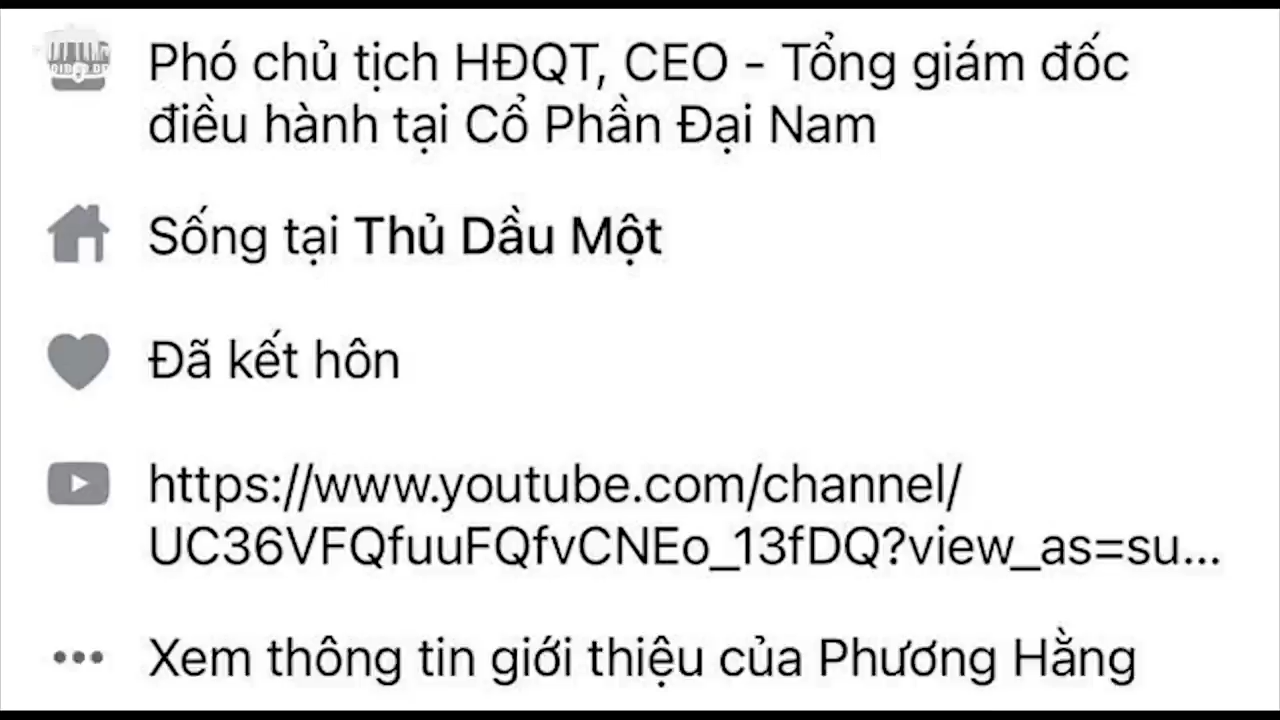 Phó chủ tịch HĐQT, CEO - Tổng giám đốc
điều hành tại Cổ Phần Đại Nam
Sống tại Thủ Dầu Một
Đã kết hôn
https://www.youtube.com/channel/
UC36VFQfuuFQfvCNEo_13fDQ?view_as=su...
Xem thông tin giới thiệu của Phương Hằng